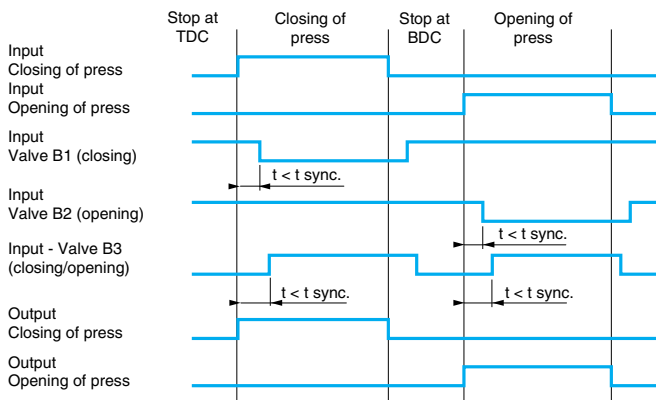 Stop at
TDC
Closing of
press
Stop at
BDC
Opening of
press
Input
Closing of press
Input
Opening of press
Input
Valve B1 (closing)
t < t sync.
Input
Valve B2 (opening)
t < t sync.
Input - Valve B3
(closing/opening)
t < t sync.
t < t sync.
Output
Closing of press
Output
Opening of press